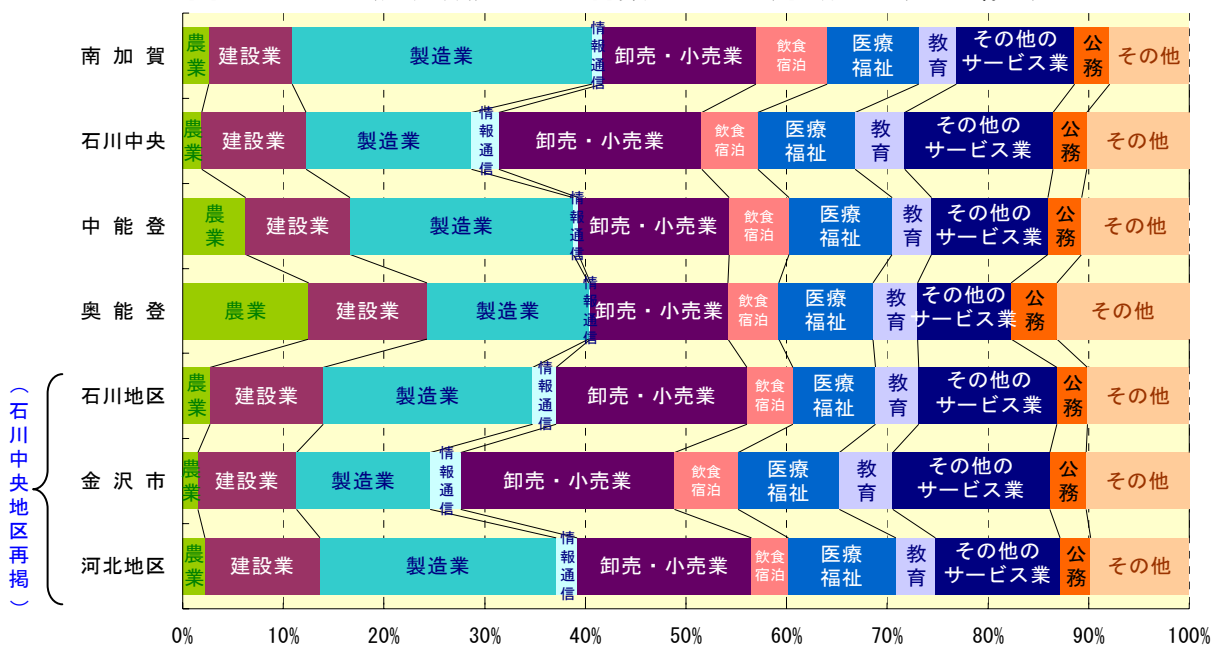 南加賀
農業 建設業 製造業 情報通信 卸売・小売業 飲食宿泊 医療福祉 教育 その他のサービス業 公務 その他
石川中央
農業 建設業 製造業 情報通信 卸売・小売業 飲食宿泊 医療福祉 教育 その他のサービス業 公務 その他
中能登
農業 建設業 製造業 情報通信 卸売・小売業 飲食宿泊 医療福祉 教育 その他のサービス業 公務 その他
奥能登
農業 建設業 製造業 情報通信 卸売・小売業 飲食宿泊 医療福祉 教育 その他のサービス業 公務 その他
(石川中央地区再掲)
石川地区
農業 建設業 製造業 情報通信 卸売・小売業 飲食宿泊 医療福祉 教育 その他のサービス業 公務 その他
金沢市
農業 建設業 製造業 情報通信 卸売・小売業 飲食宿泊 医療福祉 教育 その他のサービス業 公務 その他
河北地区
農業 建設業 製造業 情報通信 卸売・小売業 飲食宿泊 医療福祉 教育 その他のサービス業 公務 その他
0% 10% 20% 30% 40% 50% 60% 70% 80% 90% 100%